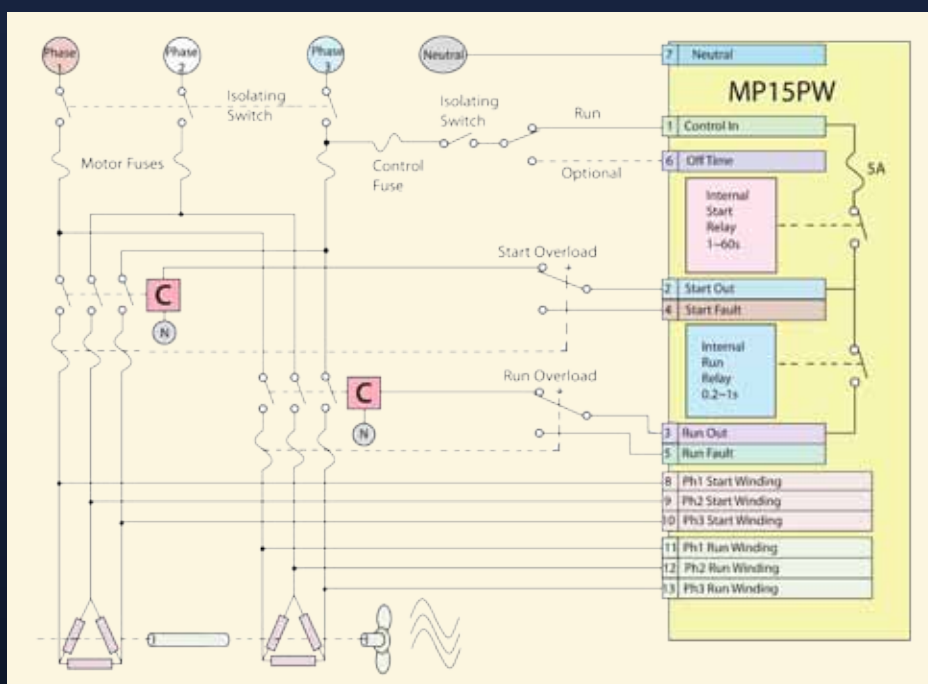 Phase 1
Phase 2
Phase 3
Neutral
7 Neutral
MP15PW
Isolating
Switch
Isolating
Switch
Run
1 Control In
Motor Fuses
Control
Fuse
Optional
6 Off Time
5A
Internal
Start
Relay
1~60s
Start Overload
C
N
2 Start Out
4 Start Fault
Internal
Run
Relay
0.2~1s
Run Overload
C
N
3 Run Out
5 Run Fault
8 Ph1 Start Winding
9 Ph2 Start Winding
10 Ph3 Start Winding
11 Ph1 Run Winding
12 Ph2 Run Winding
13 Ph3 Run Winding